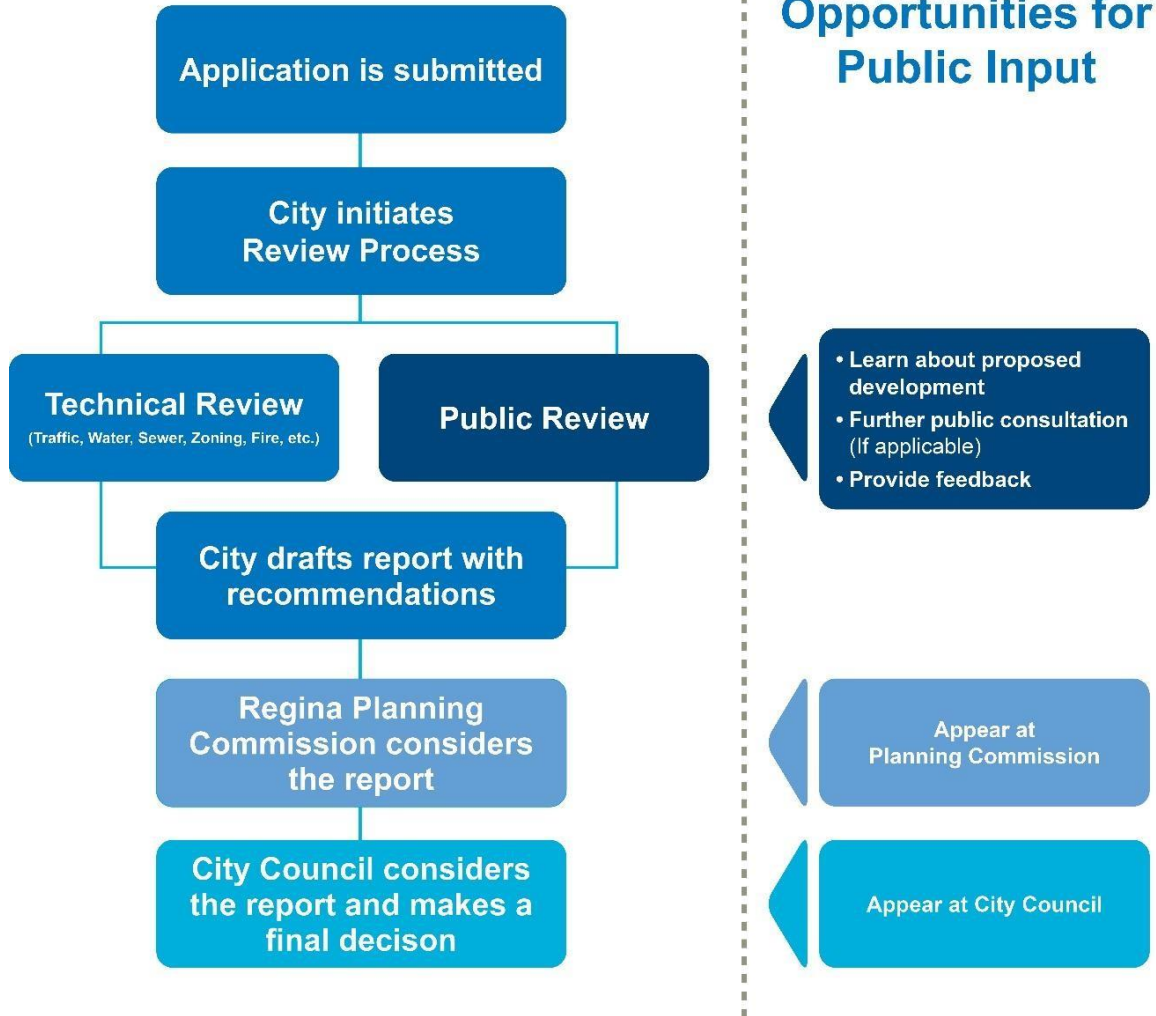 Application is submitted
City initiates
Review Process
Technical Review
(Traffic, Water, Sewer, Zoning, Fire, etc.)
Public Review
City drafts report with
recommendations
Regina Planning
Commission considers
the report
City Council considers
the report and makes a
final decison
Opportunities for
Public Input
• Learn about proposed
development
• Further public consultation
(If applicable)
• Provide feedback
Appear at
Planning Commission
Appear at City Council